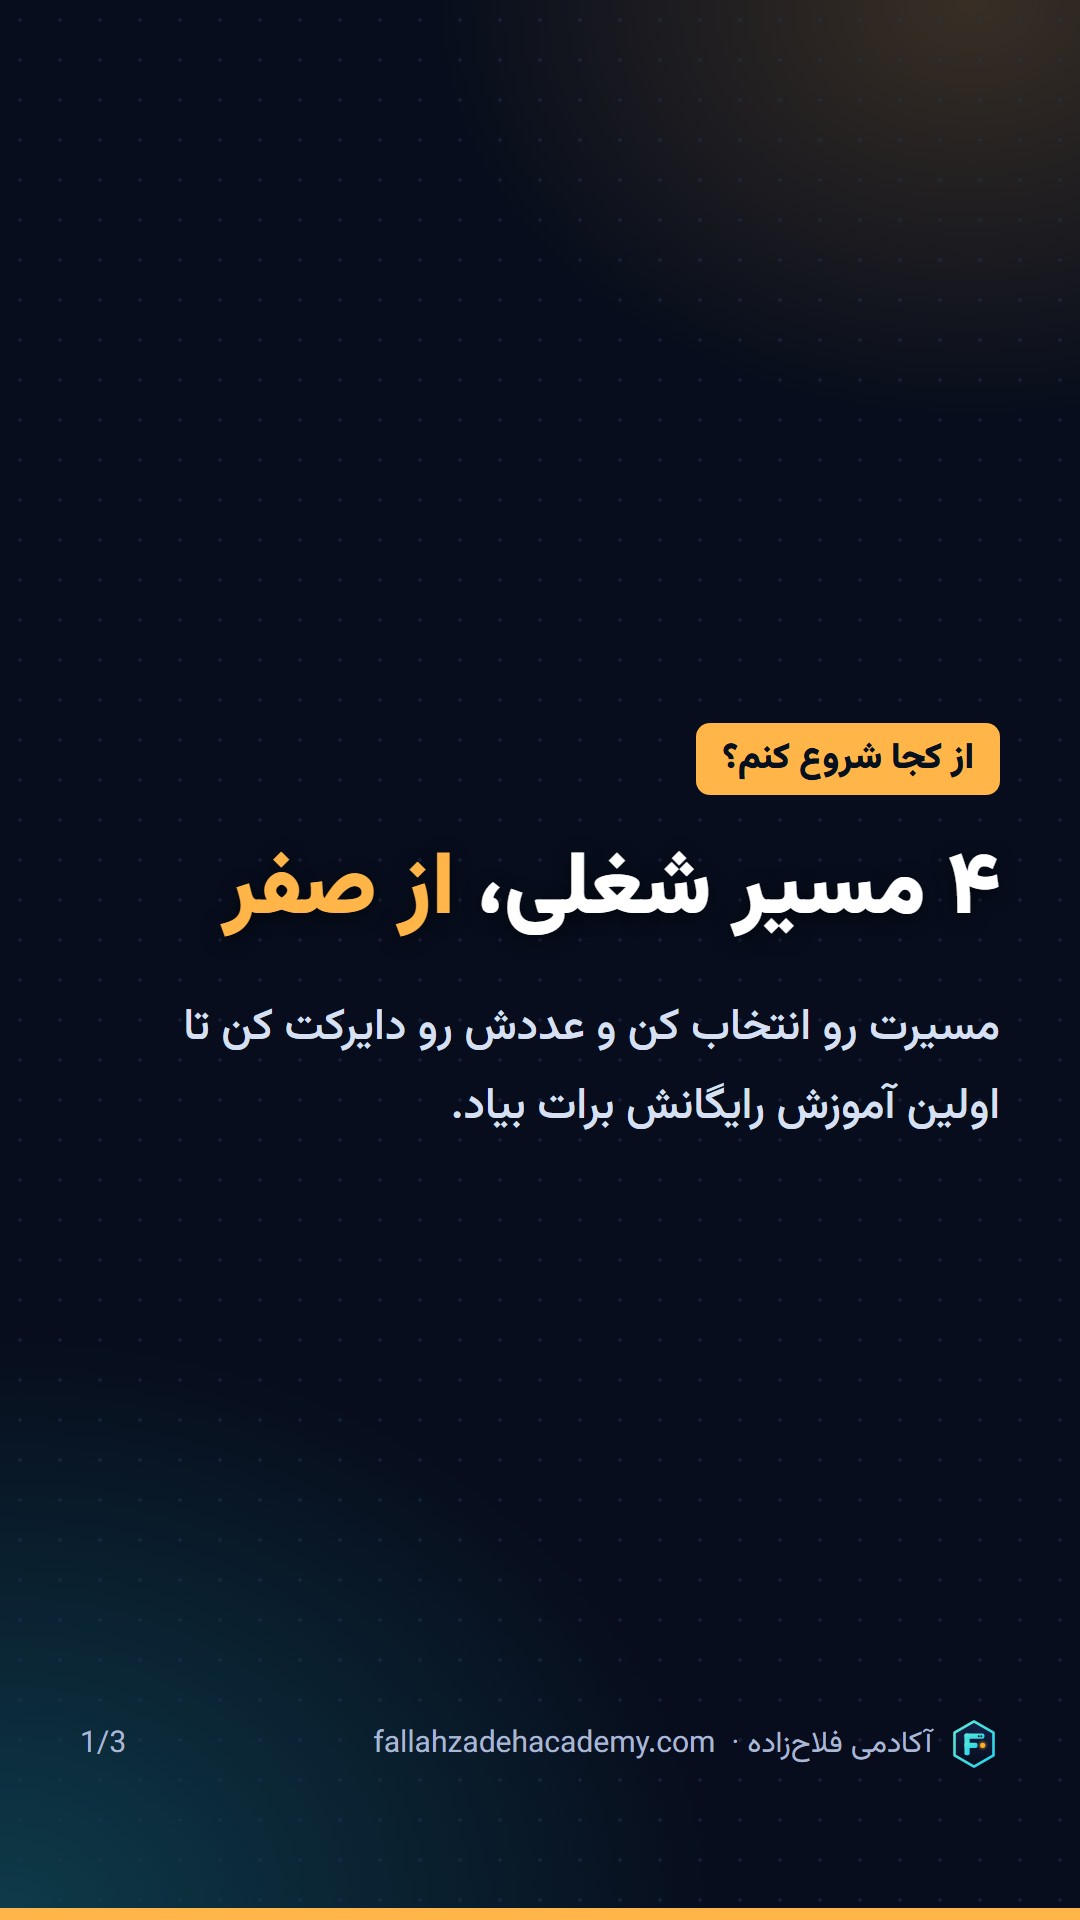 از کجا شروع کنم؟
۴ مسیر شغلی، از صفر
مسیرت رو انتخاب کن و عددش رو دایرکت کن تا
اولین آموزش رایگانش برات بیاد.
آکادمی فلاح‌زاده · fallahzadehacademy.com
1/3